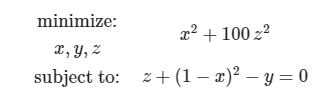 minimize: x² + 100 z²
x, y, z
subject to: z + (1 − x)² − y = 0